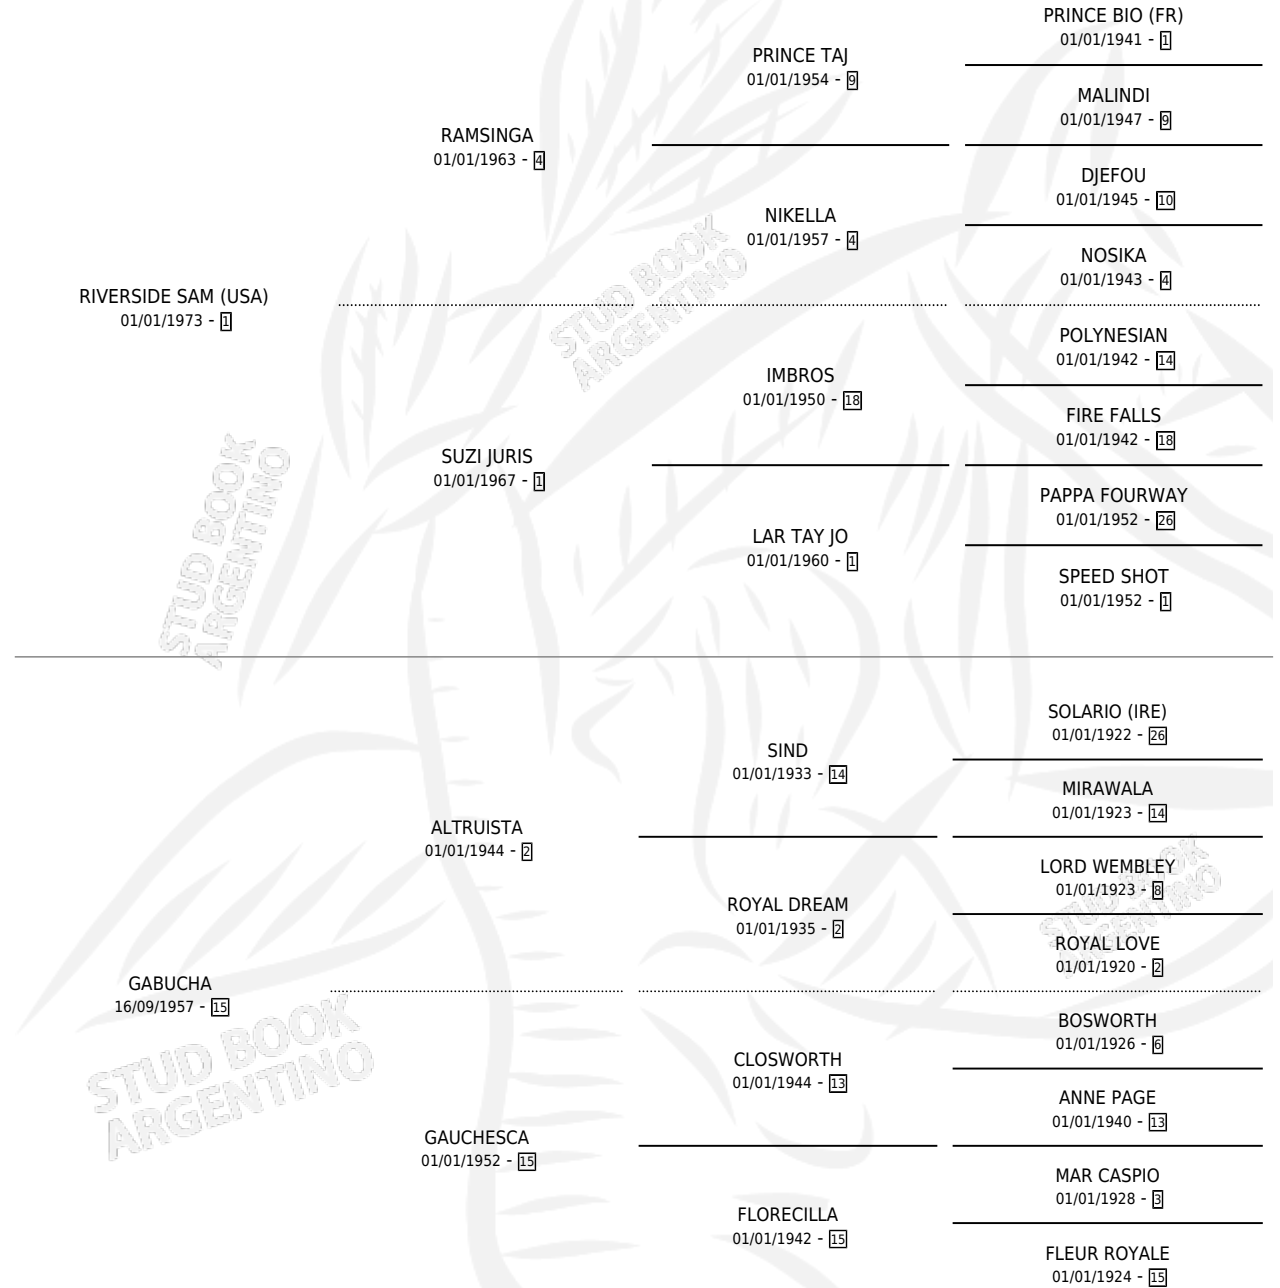 PRINCE BIO (FR)
01/01/1941 - 1
PRINCE TAJ
01/01/1954 - 9
MALINDI
01/01/1947 - 9
RAMSINGA
01/01/1963 - 4
DJEFOU
01/01/1945 - 10
NIKELLA
01/01/1957 - 4
NOSIKA
01/01/1943 - 4
RIVERSIDE SAM (USA)
01/01/1973 - 1
POLYNESIAN
01/01/1942 - 14
IMBROS
01/01/1950 - 18
FIRE FALLS
01/01/1942 - 18
SUZI JURIS
01/01/1967 - 1
PAPPA FOURWAY
01/01/1952 - 26
LAR TAY JO
01/01/1960 - 1
SPEED SHOT
01/01/1952 - 1
STUD BOOK
ARGENTINO
STUD BOOK
ARGENTINO
SOLARIO (IRE)
01/01/1922 - 26
SIND
01/01/1933 - 14
MIRAWALA
01/01/1923 - 14
ALTRUISTA
01/01/1944 - 2
LORD WEMBLEY
01/01/1923 - 8
ROYAL DREAM
01/01/1935 - 2
ROYAL LOVE
01/01/1920 - 2
GABUCHA
16/09/1957 - 15
BOSWORTH
01/01/1926 - 6
CLOSWORTH
01/01/1944 - 13
ANNE PAGE
01/01/1940 - 13
GAUCHESCA
01/01/1952 - 15
MAR CASPIO
01/01/1928 - 3
FLORECILLA
01/01/1942 - 15
FLEUR ROYALE
01/01/1924 - 15
STUD BOOK
ARGENTINO
STUD BOOK
ARGENTINO